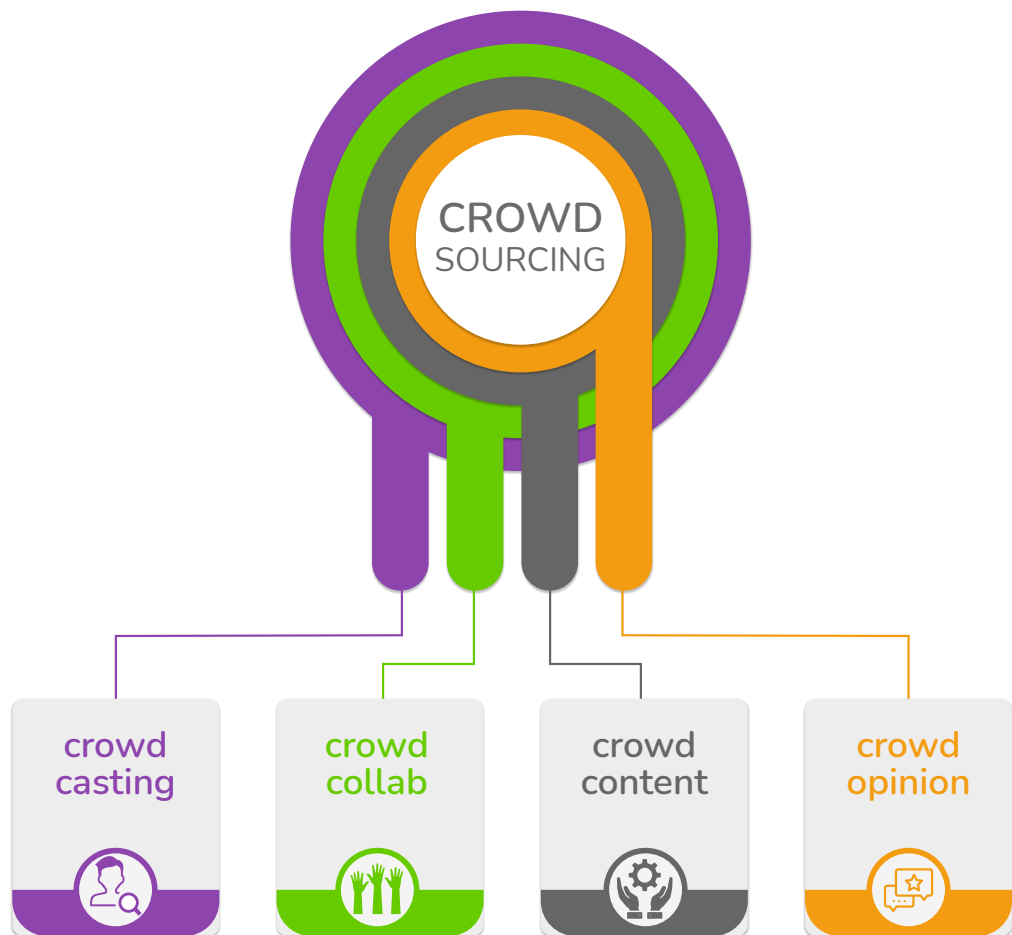 CROWD
SOURCING
crowd
casting
crowd
collab
crowd
content
crowd
opinion